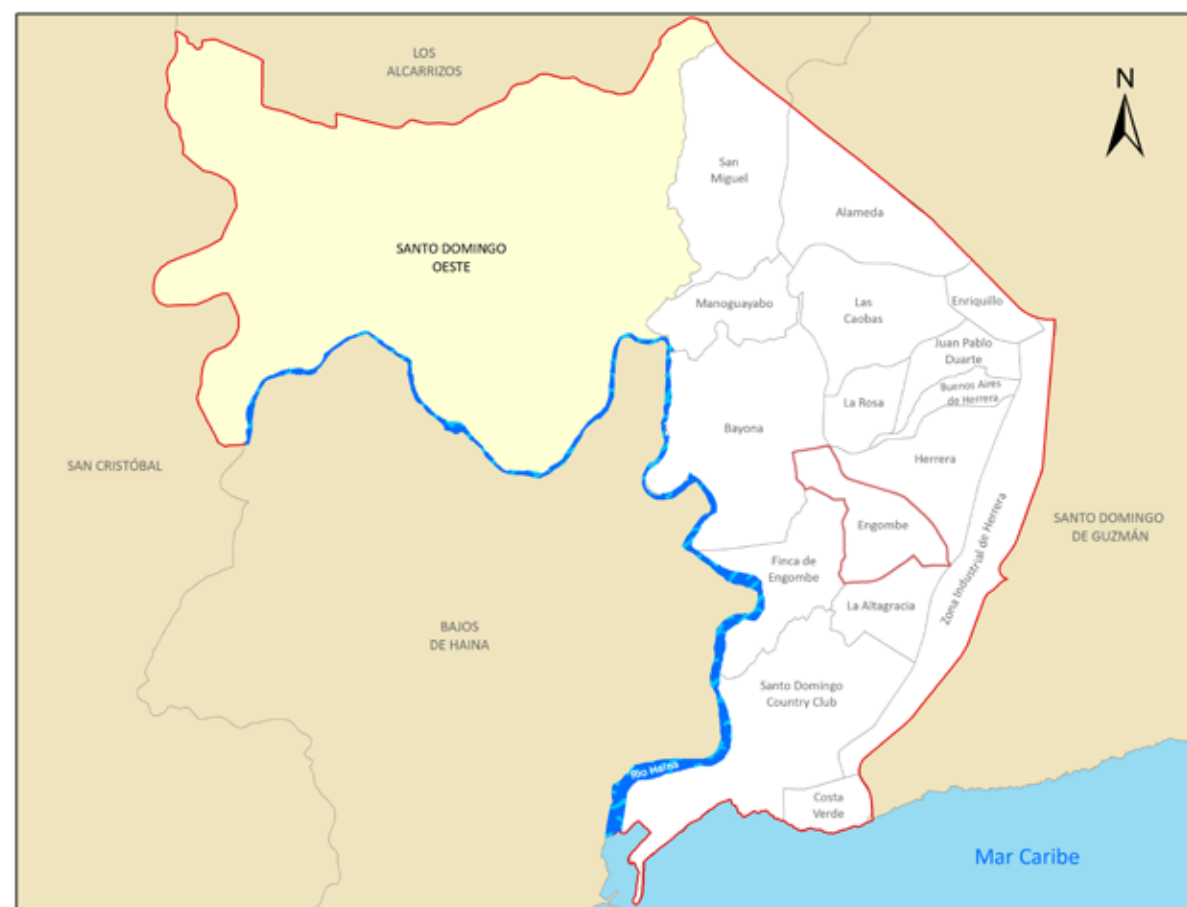 LOS
ALCARRIZOS
N
San
Miguel
Alameda
SANTO DOMINGO
OESTE
Manoguayabo
Las
Caobas
Enriquillo
Juan Pablo
Duarte
Buenos Aires
de Herrera
La Rosa
Bayona
Herrera
SAN CRISTÓBAL
Engombe
Zona Industrial de Herrera
SANTO DOMINGO
DE GUZMÁN
Finca de
Engombe
La Altagracia
BAJOS
DE HAINA
Santo Domingo
Country Club
Rio Haina
Costa
Verde
Mar Caribe